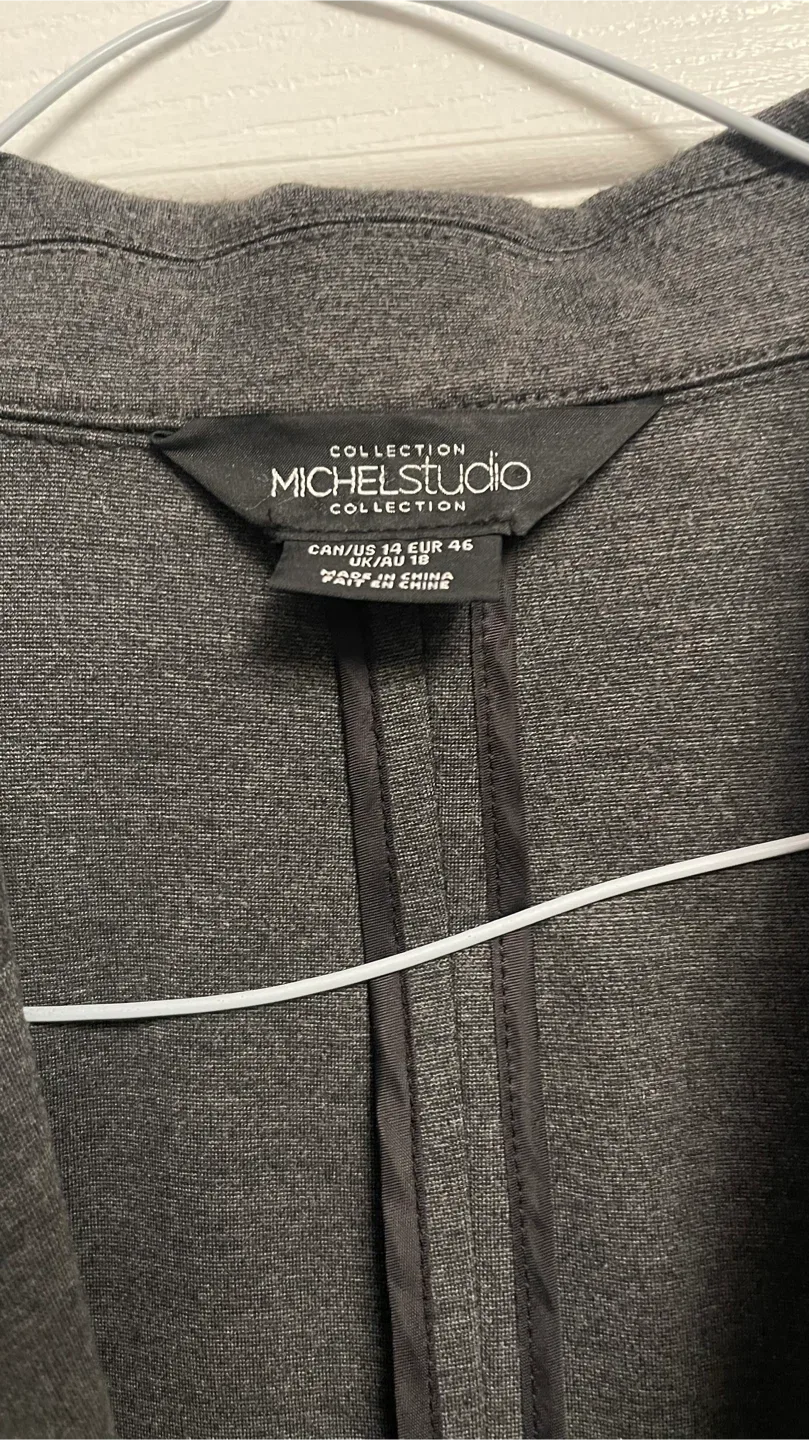 COLLECTION
MICHELstudio
COLLECTION
CAN/US 14 EUR 46
UK/AU 18
MADE IN CHINA
FAIT EN CHINE